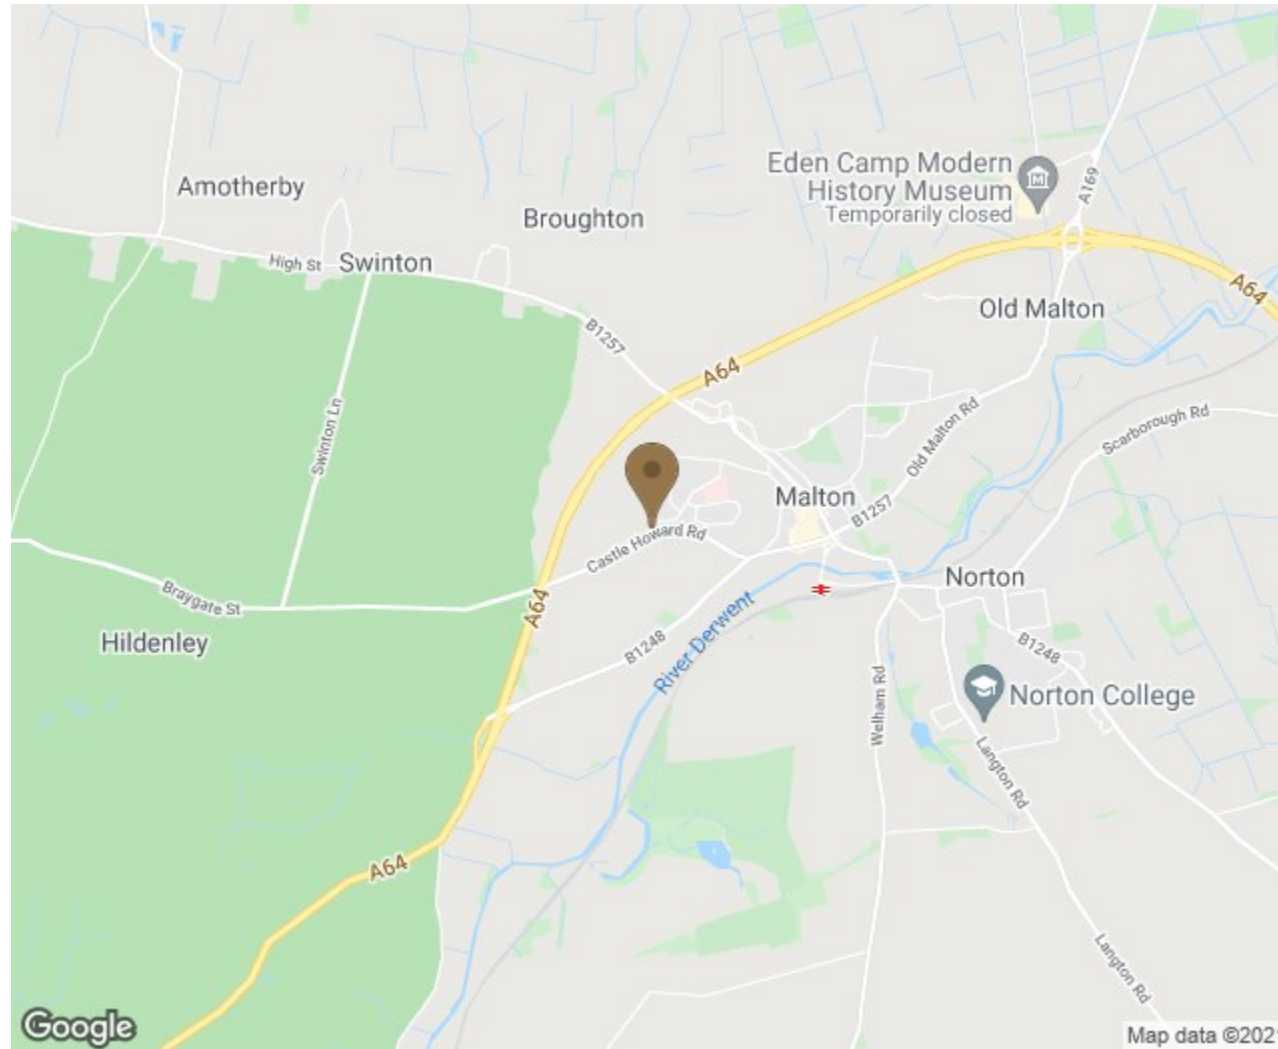 Eden Camp Modern
History Museum
Temporarily closed
A169
Amotherby
Broughton
High St
Swinton
A64
Old Malton
B1257
A64
Swinton Ln
Old Malton Rd
Scarborough Rd
Malton
B1257
Castle Howard Rd
Norton
Braygate St
A64
River Derwent
Hildenley
B1248
B1248
Welham Rd
Norton College
Langton Rd
A64
Langton Rd
Google
Map data ©202